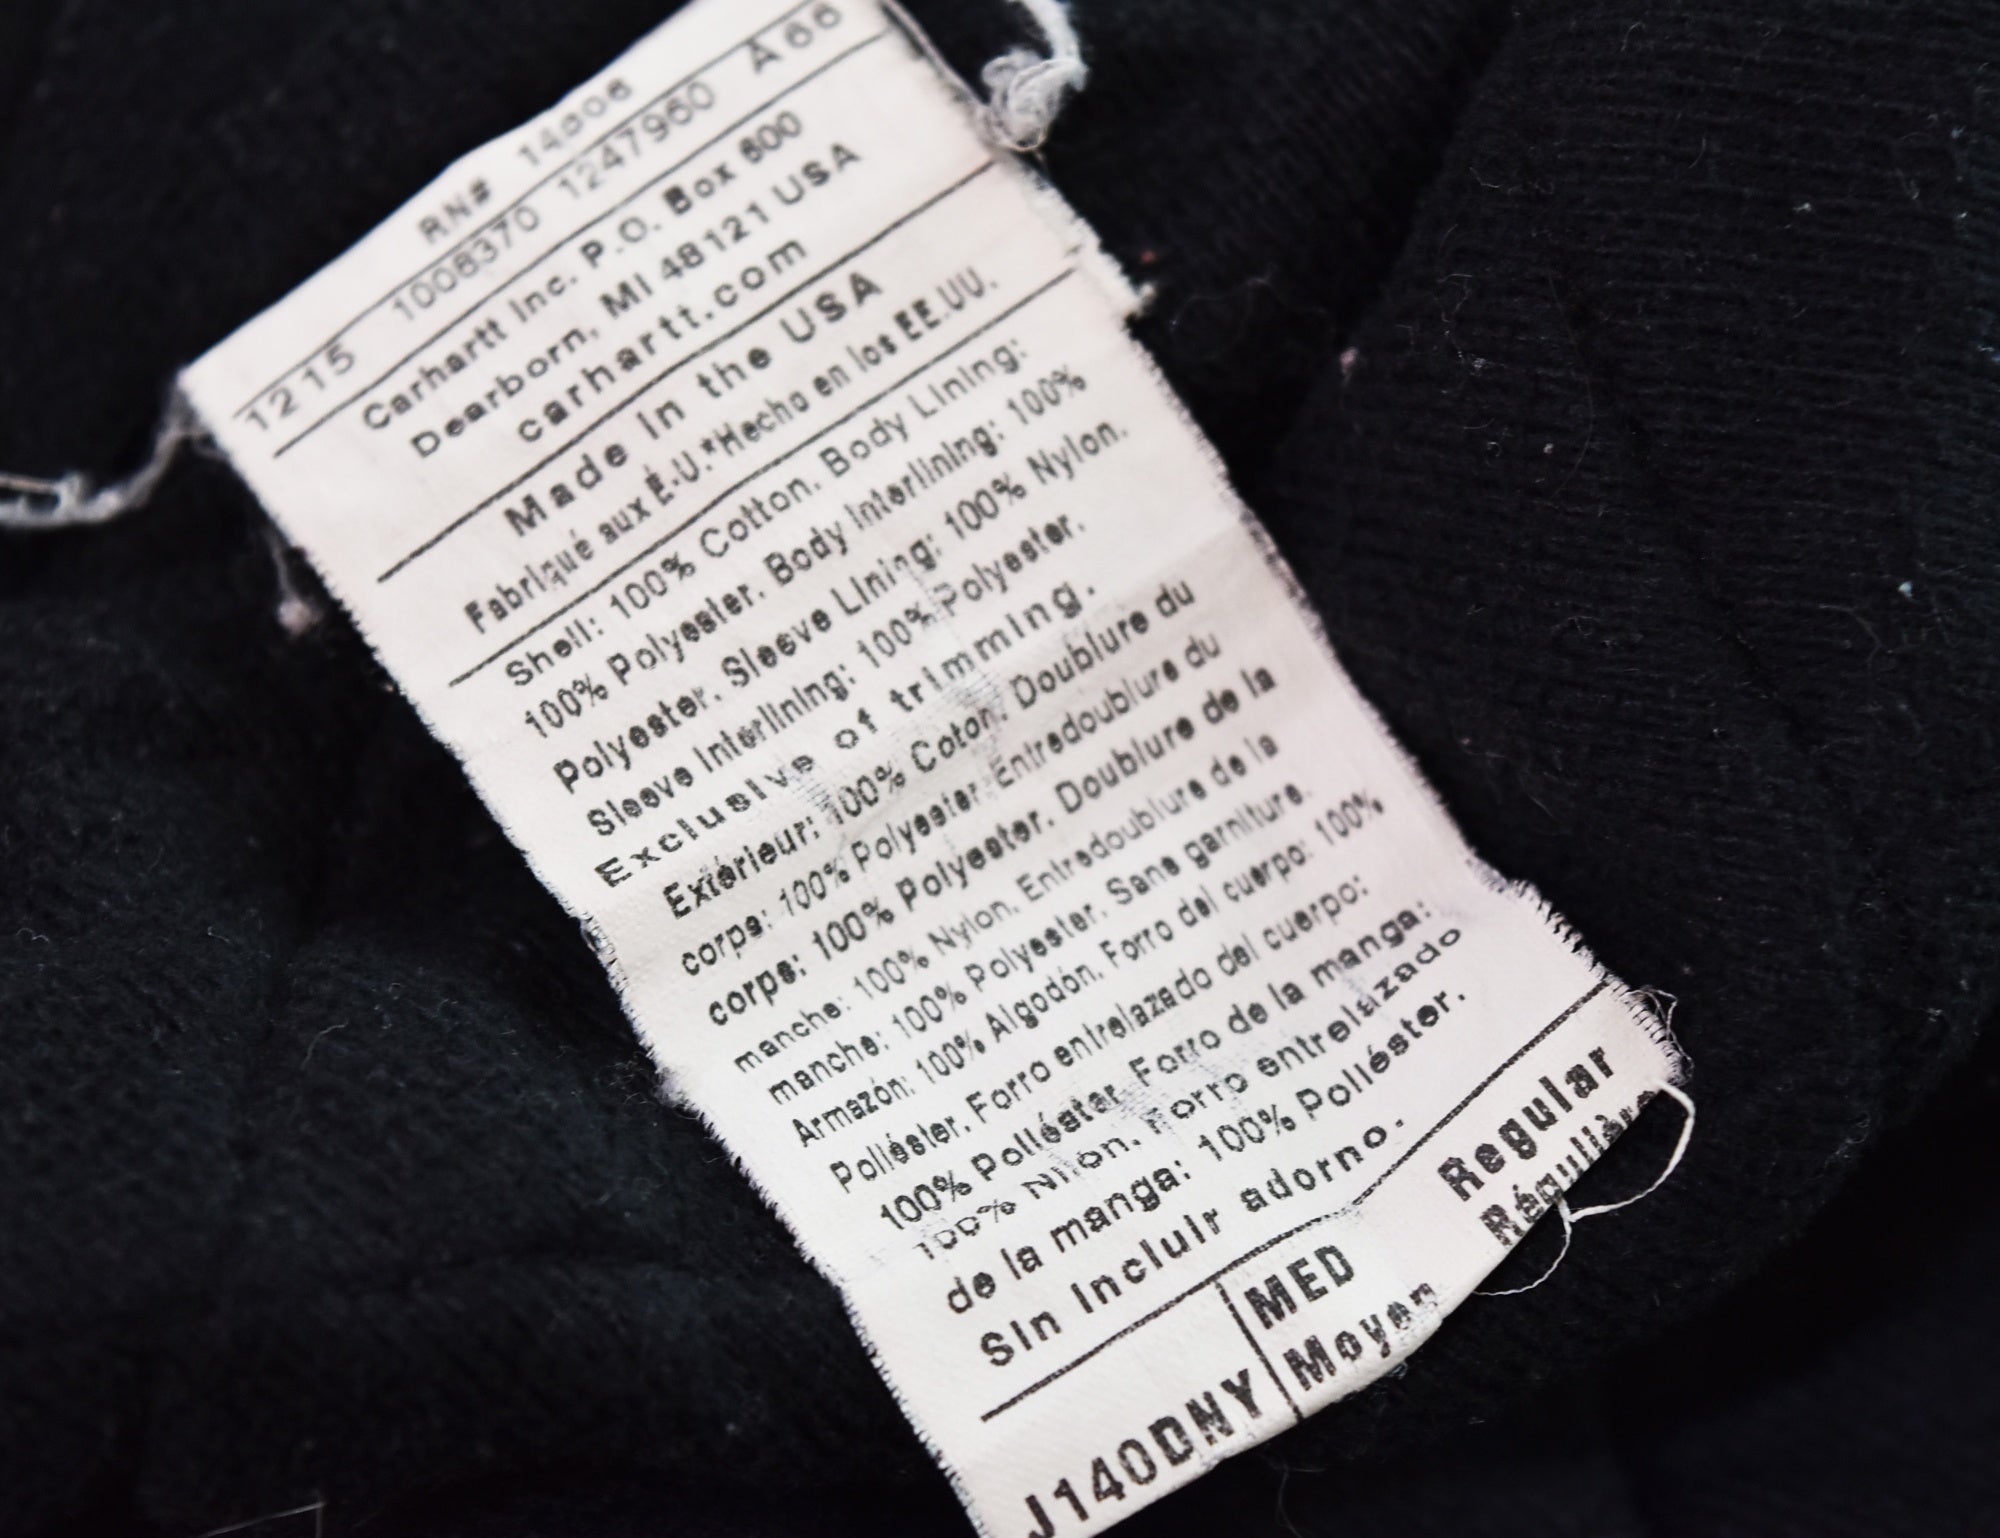 RN# 14806
1215 1008370 1247960 A66
Carhartt Inc. P.O. Box 600
Dearborn, MI 48121 USA
carhartt.com
Made in the USA
Fabriqué aux É.-U.*Hecho en los EE.UU.
Shell: 100% Cotton. Body Lining:
100% Polyester. Body Interlining: 100%
Polyester. Sleeve Lining: 100% Nylon.
Sleeve Interlining: 100% Polyester.
Exclusive of trimming.
Extérieur: 100% Coton. Doublure du
corps: 100% Polyester. Entredoublure du
corps: 100% Polyester. Doublure de la
manche: 100% Nylon. Entredoublure de la
manche: 100% Polyester. Sans garniture.
Armazón: 100% Algodón. Forro del cuerpo: 100%
Poliéster. Forro entrelazado del cuerpo:
100% Poliéster. Forro de la manga:
100% Nilon. Forro entrelazado
de la manga: 100% Poliéster.
Sin incluir adorno.
J140DNY MED Regular
Moyen Régulière